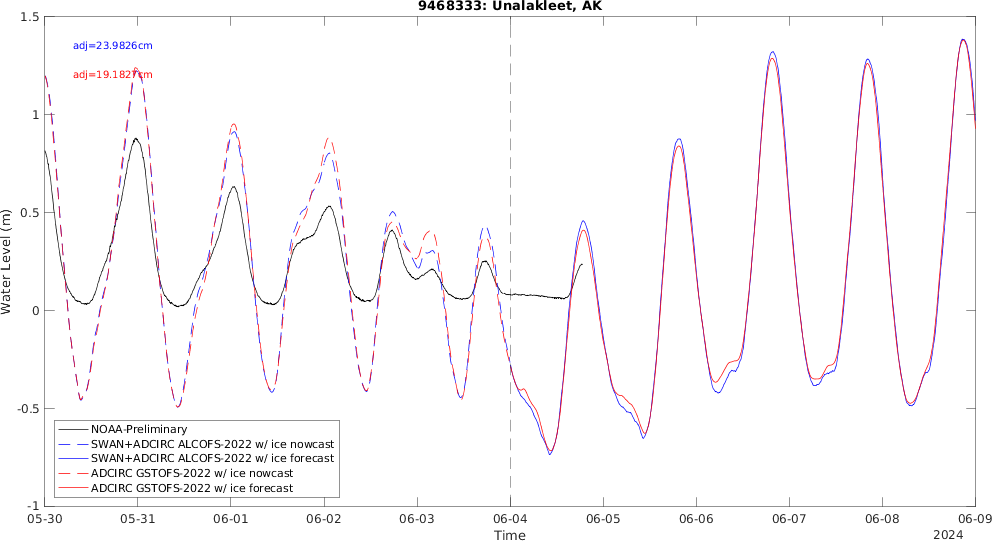 9468333: Unalakleet, AK
1.5
1
0.5
0
-0.5
-1
Water Level (m)
adj=23.9826cm
adj=19.1827cm
NOAA-Preliminary
SWAN+ADCIRC ALCOFS-2022 w/ ice nowcast
SWAN+ADCIRC ALCOFS-2022 w/ ice forecast
ADCIRC GSTOFS-2022 w/ ice nowcast
ADCIRC GSTOFS-2022 w/ ice forecast
05-30 05-31 06-01 06-02 06-03 06-04 06-05 06-06 06-07 06-08 06-09
Time
2024